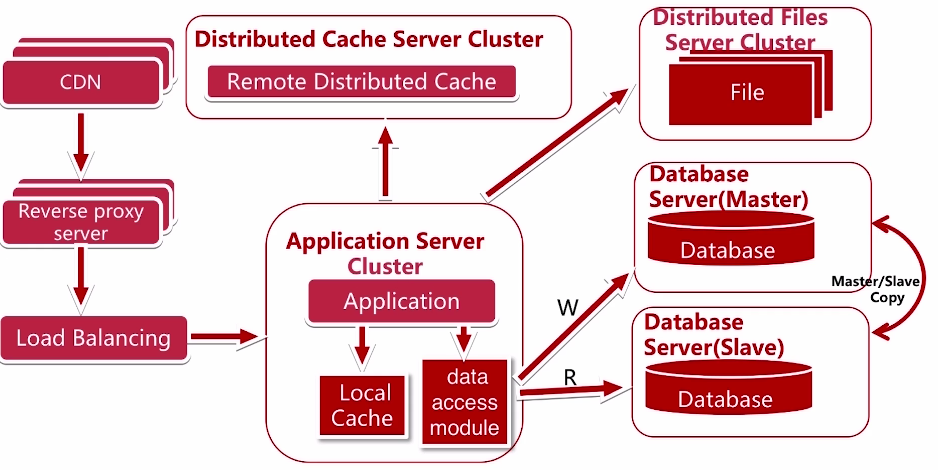 CDN
Reverse proxy
server
Load Balancing
Distributed Cache Server Cluster
Remote Distributed Cache
Application Server
Cluster
Application
Local
Cache
data
access
module
Distributed Files
Server Cluster
File
W
R
Database
Server(Master)
Database
Master/Slave
Copy
Database
Server(Slave)
Database